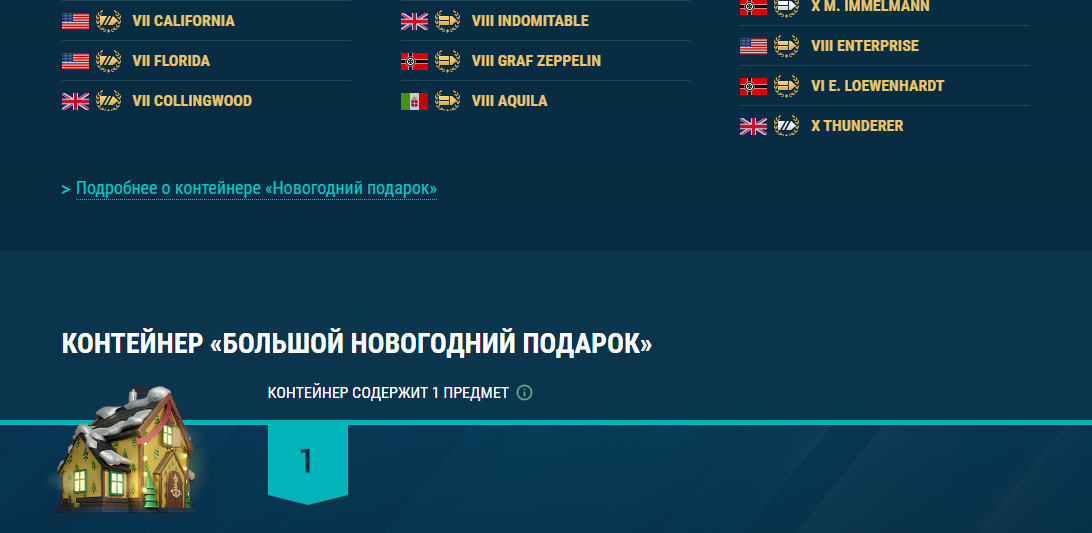 VII CALIFORNIA
VII FLORIDA
VII COLLINGWOOD
VIII INDOMITABLE
VIII GRAF ZEPPELIN
VIII AQUILA
X M. IMMELMANN
VIII ENTERPRISE
VI E. LOEWENHARDT
X THUNDERER
> Подробнее о контейнере «Новогодний подарок»
КОНТЕЙНЕР «БОЛЬШОЙ НОВОГОДНИЙ ПОДАРОК»
КОНТЕЙНЕР СОДЕРЖИТ 1 ПРЕДМЕТ
1